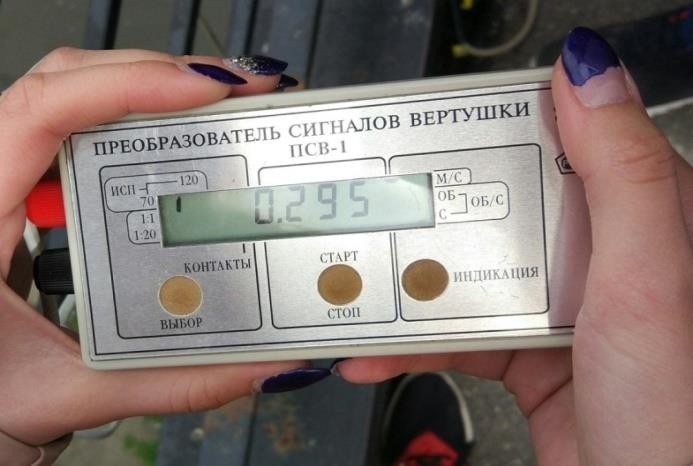 ПРЕОБРАЗОВАТЕЛЬ СИГНАЛОВ ВЕРТУШКИ
ПСВ-1
ИСП 120
70
1:1
1:20
0.295
М/С
ОБ
С
ОБ/С
КОНТАКТЫ
ВЫБОР
СТАРТ
СТОП
ИНДИКАЦИЯ